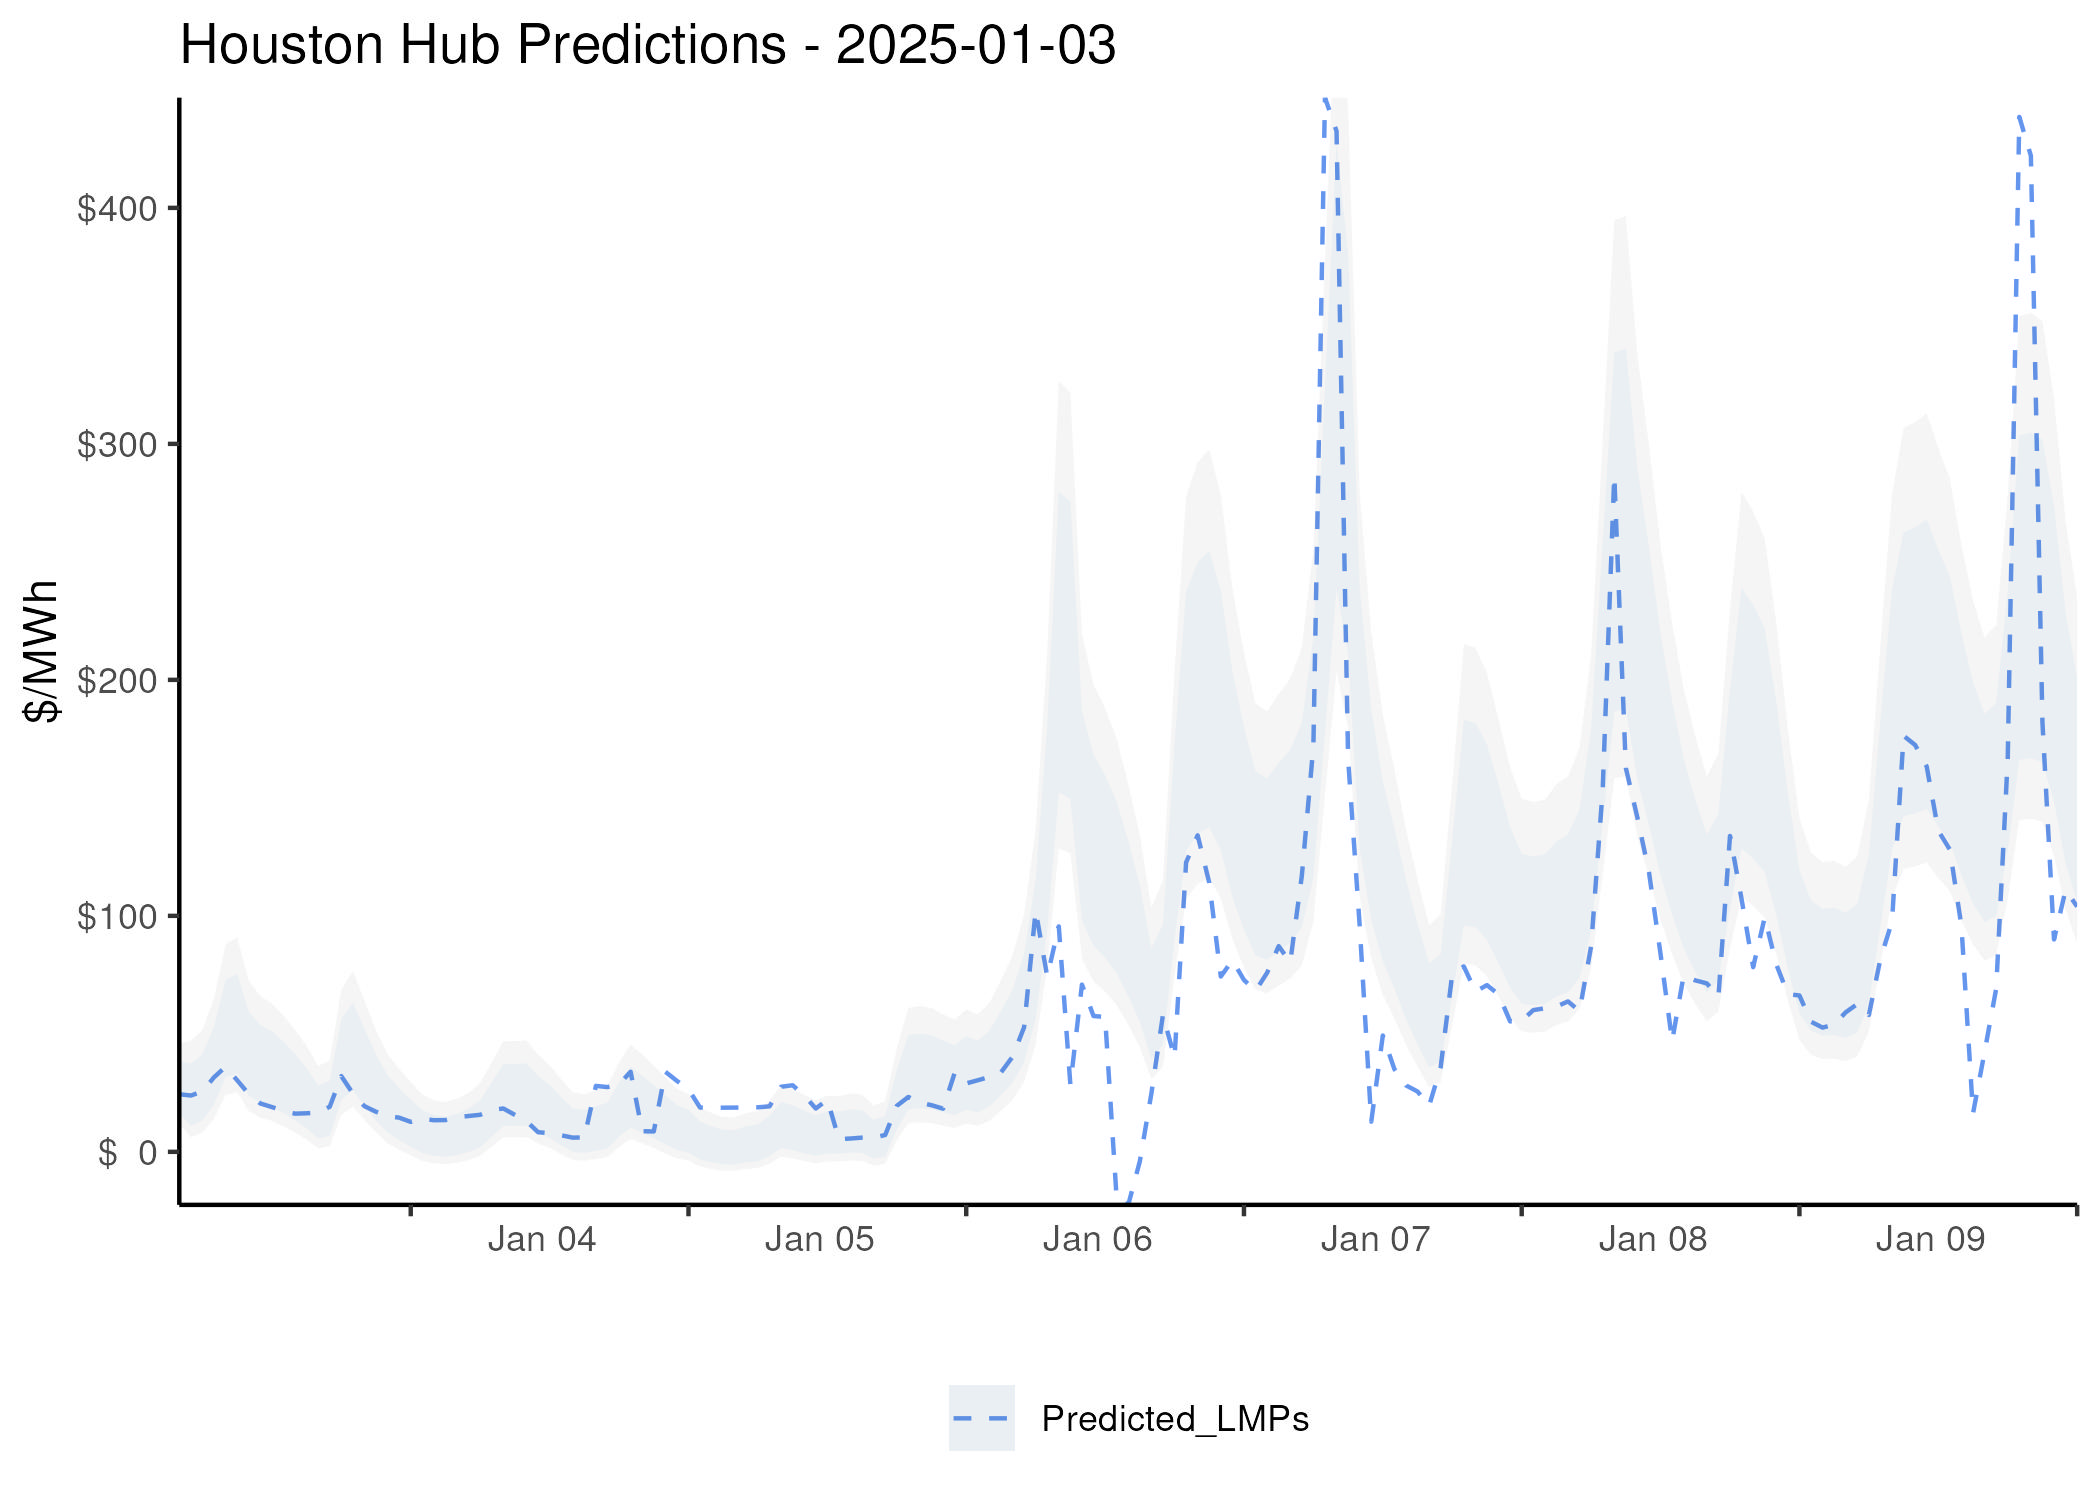 Houston Hub Predictions - 2025-01-03
$/MWh
$400
$300
$200
$100
$ 0
Jan 04
Jan 05
Jan 06
Jan 07
Jan 08
Jan 09
Predicted_LMPs